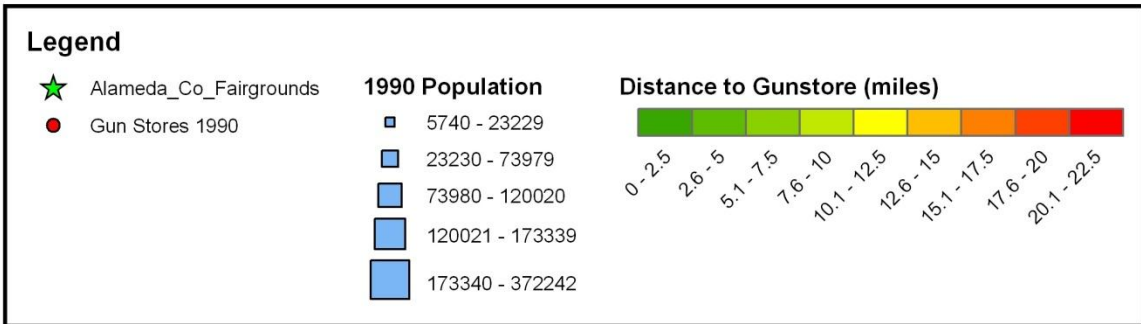 Legend
Alameda_Co_Fairgrounds
Gun Stores 1990
1990 Population
5740 - 23229
23230 - 73979
73980 - 120020
120021 - 173339
173340 - 372242
Distance to Gunstore (miles)
0 - 2.5
2.6 - 5
5.1 - 7.5
7.6 - 10
10.1 - 12.5
12.6 - 15
15.1 - 17.5
17.6 - 20
20.1 - 22.5